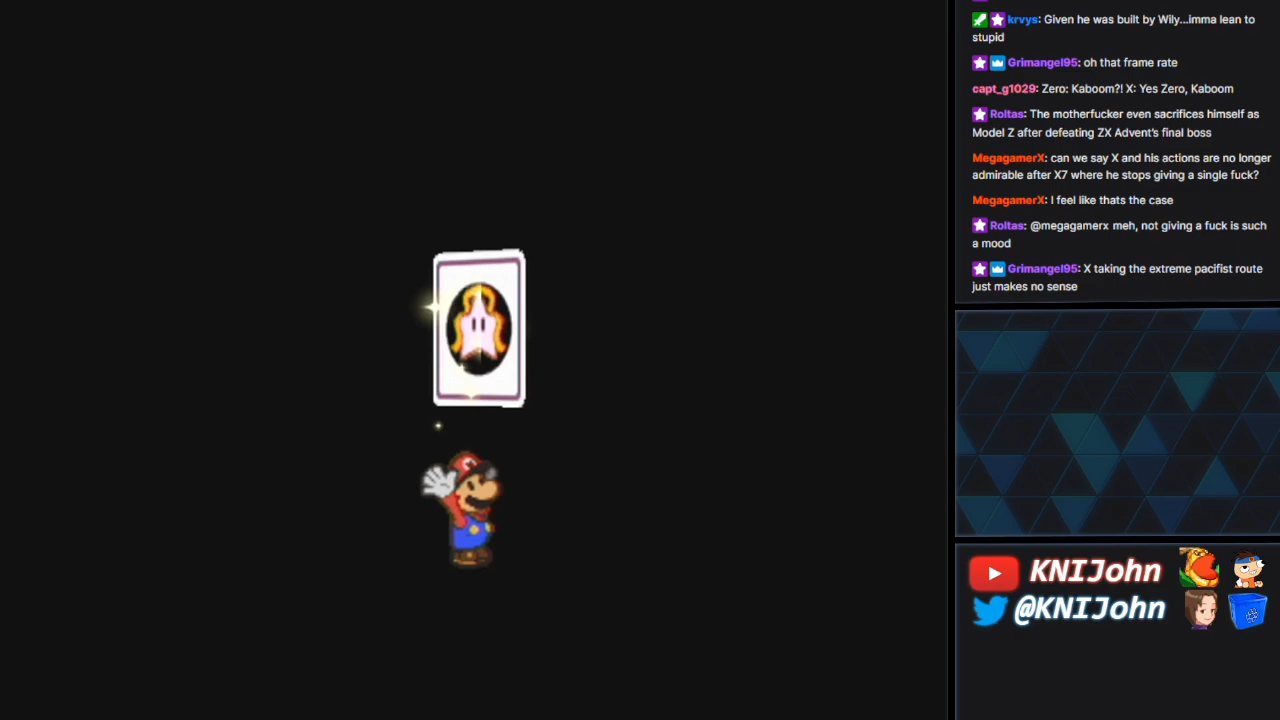 krvys: Given he was built by Wily...imma lean to
stupid
Grimangel95: oh that frame rate
capt_g1029: Zero: Kaboom?! X: Yes Zero, Kaboom
Roltas: The motherfucker even sacrifices himself as
Model Z after defeating ZX Advent's final boss
MegagamerX: can we say X and his actions are no longer
admirable after X7 where he stops giving a single fuck?
MegagamerX: I feel like thats the case
Roltas: @megagamerx meh, not giving a fuck is such
a mood
Grimangel95: X taking the extreme pacifist route
just makes no sense
KNIJohn
@KNIJohn